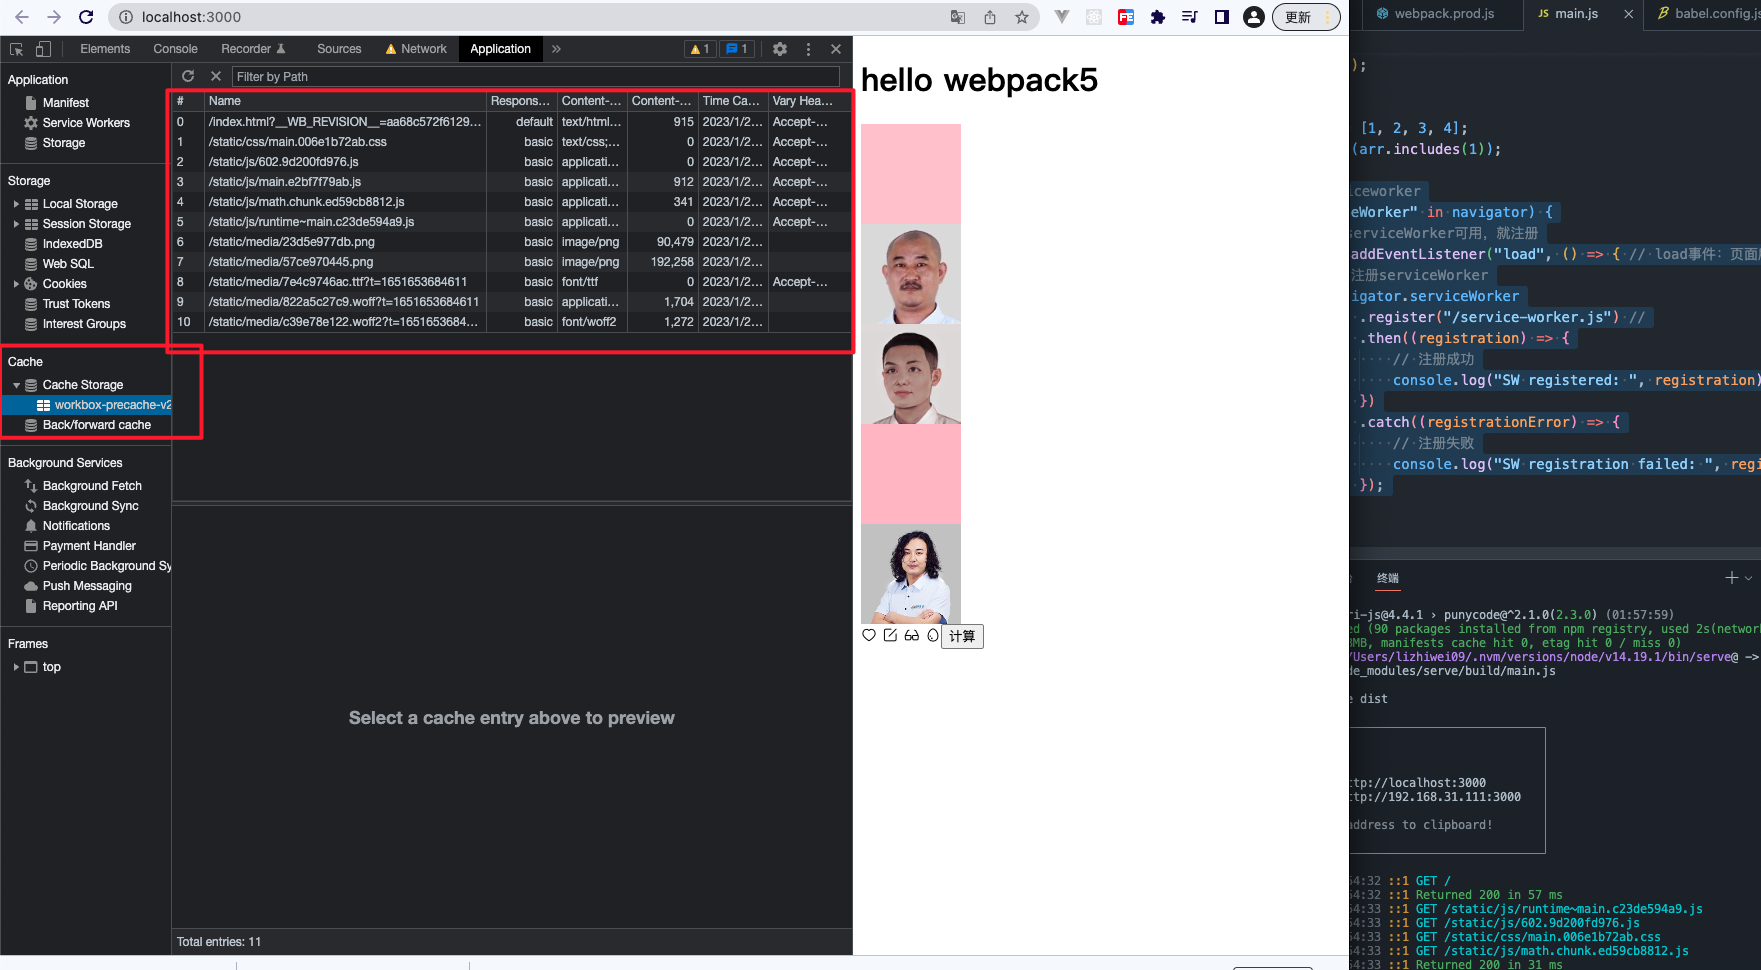 localhost:3000
更新
Elements Console Recorder Sources Network Application » 1 1
Application
Manifest
Service Workers
Storage
Storage
Local Storage
Session Storage
IndexedDB
Web SQL
Cookies
Trust Tokens
Interest Groups
Cache
Cache Storage
workbox-precache-v2
Back/forward cache
Background Services
Background Fetch
Background Sync
Notifications
Payment Handler
Periodic Background Sy
Push Messaging
Reporting API
Frames
top
Filter by Path
# Name Respons... Content-... Content-... Time Ca... Vary Hea...
0 /index.html?__WB_REVISION__=aa68c572f6129... default text/html... 915 2023/1/2... Accept-...
1 /static/css/main.006e1b72ab.css basic text/css;... 0 2023/1/2... Accept-...
2 /static/js/602.9d200fd976.js basic applicati... 0 2023/1/2... Accept-...
3 /static/js/main.e2bf7f79ab.js basic applicati... 912 2023/1/2... Accept-...
4 /static/js/math.chunk.ed59cb8812.js basic applicati... 341 2023/1/2... Accept-...
5 /static/js/runtime~main.c23de594a9.js basic applicati... 0 2023/1/2... Accept-...
6 /static/media/23d5e977db.png basic image/png 90,479 2023/1/2...
7 /static/media/57ce970445.png basic image/png 192,258 2023/1/2...
8 /static/media/7e4c9746ac.ttf?t=1651653684611 basic font/ttf 0 2023/1/2... Accept-...
9 /static/media/822a5c27c9.woff?t=1651653684611 basic applicati... 1,704 2023/1/2...
10 /static/media/c39e78e122.woff2?t=1651653684... basic font/woff2 1,272 2023/1/2...
Select a cache entry above to preview
Total entries: 11
hello webpack5
计算
webpack.prod.js JS main.js babel.config.js
);
[1, 2, 3, 4];
(arr.includes(1));
iceworker
eWorker" in navigator) {
serviceWorker可用，就注册
addEventListener("load", () => { // load事件：页面
注册serviceWorker
igator.serviceWorker
.register("/service-worker.js") //
.then((registration) => {
// 注册成功
console.log("SW registered: ", registration)
})
.catch((registrationError) => {
// 注册失败
console.log("SW registration failed: ", regi
});
终端
ri-js@4.4.1 › punycode@^2.1.0(2.3.0) (01:57:59)
ed (90 packages installed from npm registry, used 2s(network
MB, manifests cache hit 0, etag hit 0 / miss 0)
/Users/lizhiwei09/.nvm/versions/node/v14.19.1/bin/serve@ ->
de_modules/serve/build/main.js
e dist
ttp://localhost:3000
ttp://192.168.31.111:3000
address to clipboard!
54:32 ::1 GET /
54:32 ::1 Returned 200 in 57 ms
54:33 ::1 GET /static/js/runtime~main.c23de594a9.js
54:33 ::1 GET /static/js/602.9d200fd976.js
54:33 ::1 GET /static/css/main.006e1b72ab.css
54:33 ::1 GET /static/js/math.chunk.ed59cb8812.js
54:33 ::1 Returned 200 in 31 ms